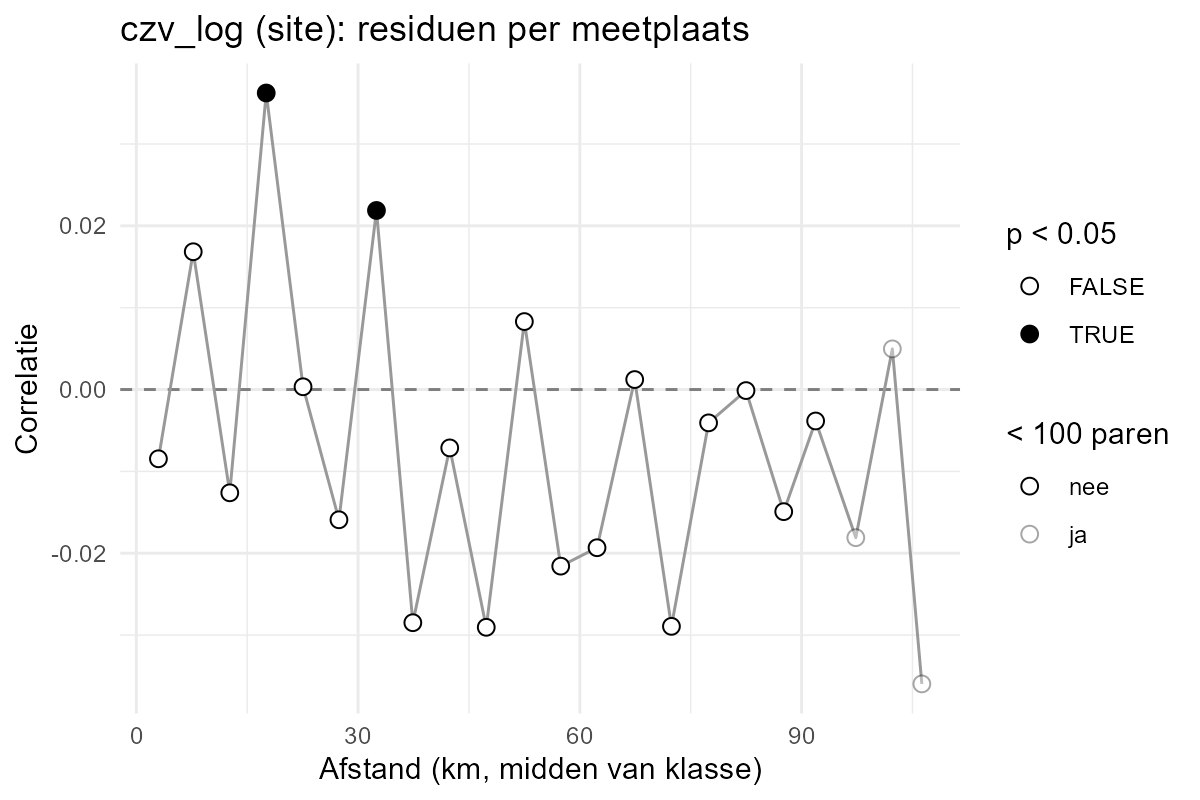 czv_log (site): residuen per meetplaats
0.02
0.00
-0.02
Correlatie
0
30
60
90
Afstand (km, midden van klasse)
p < 0.05
FALSE
TRUE
< 100 paren
nee
ja